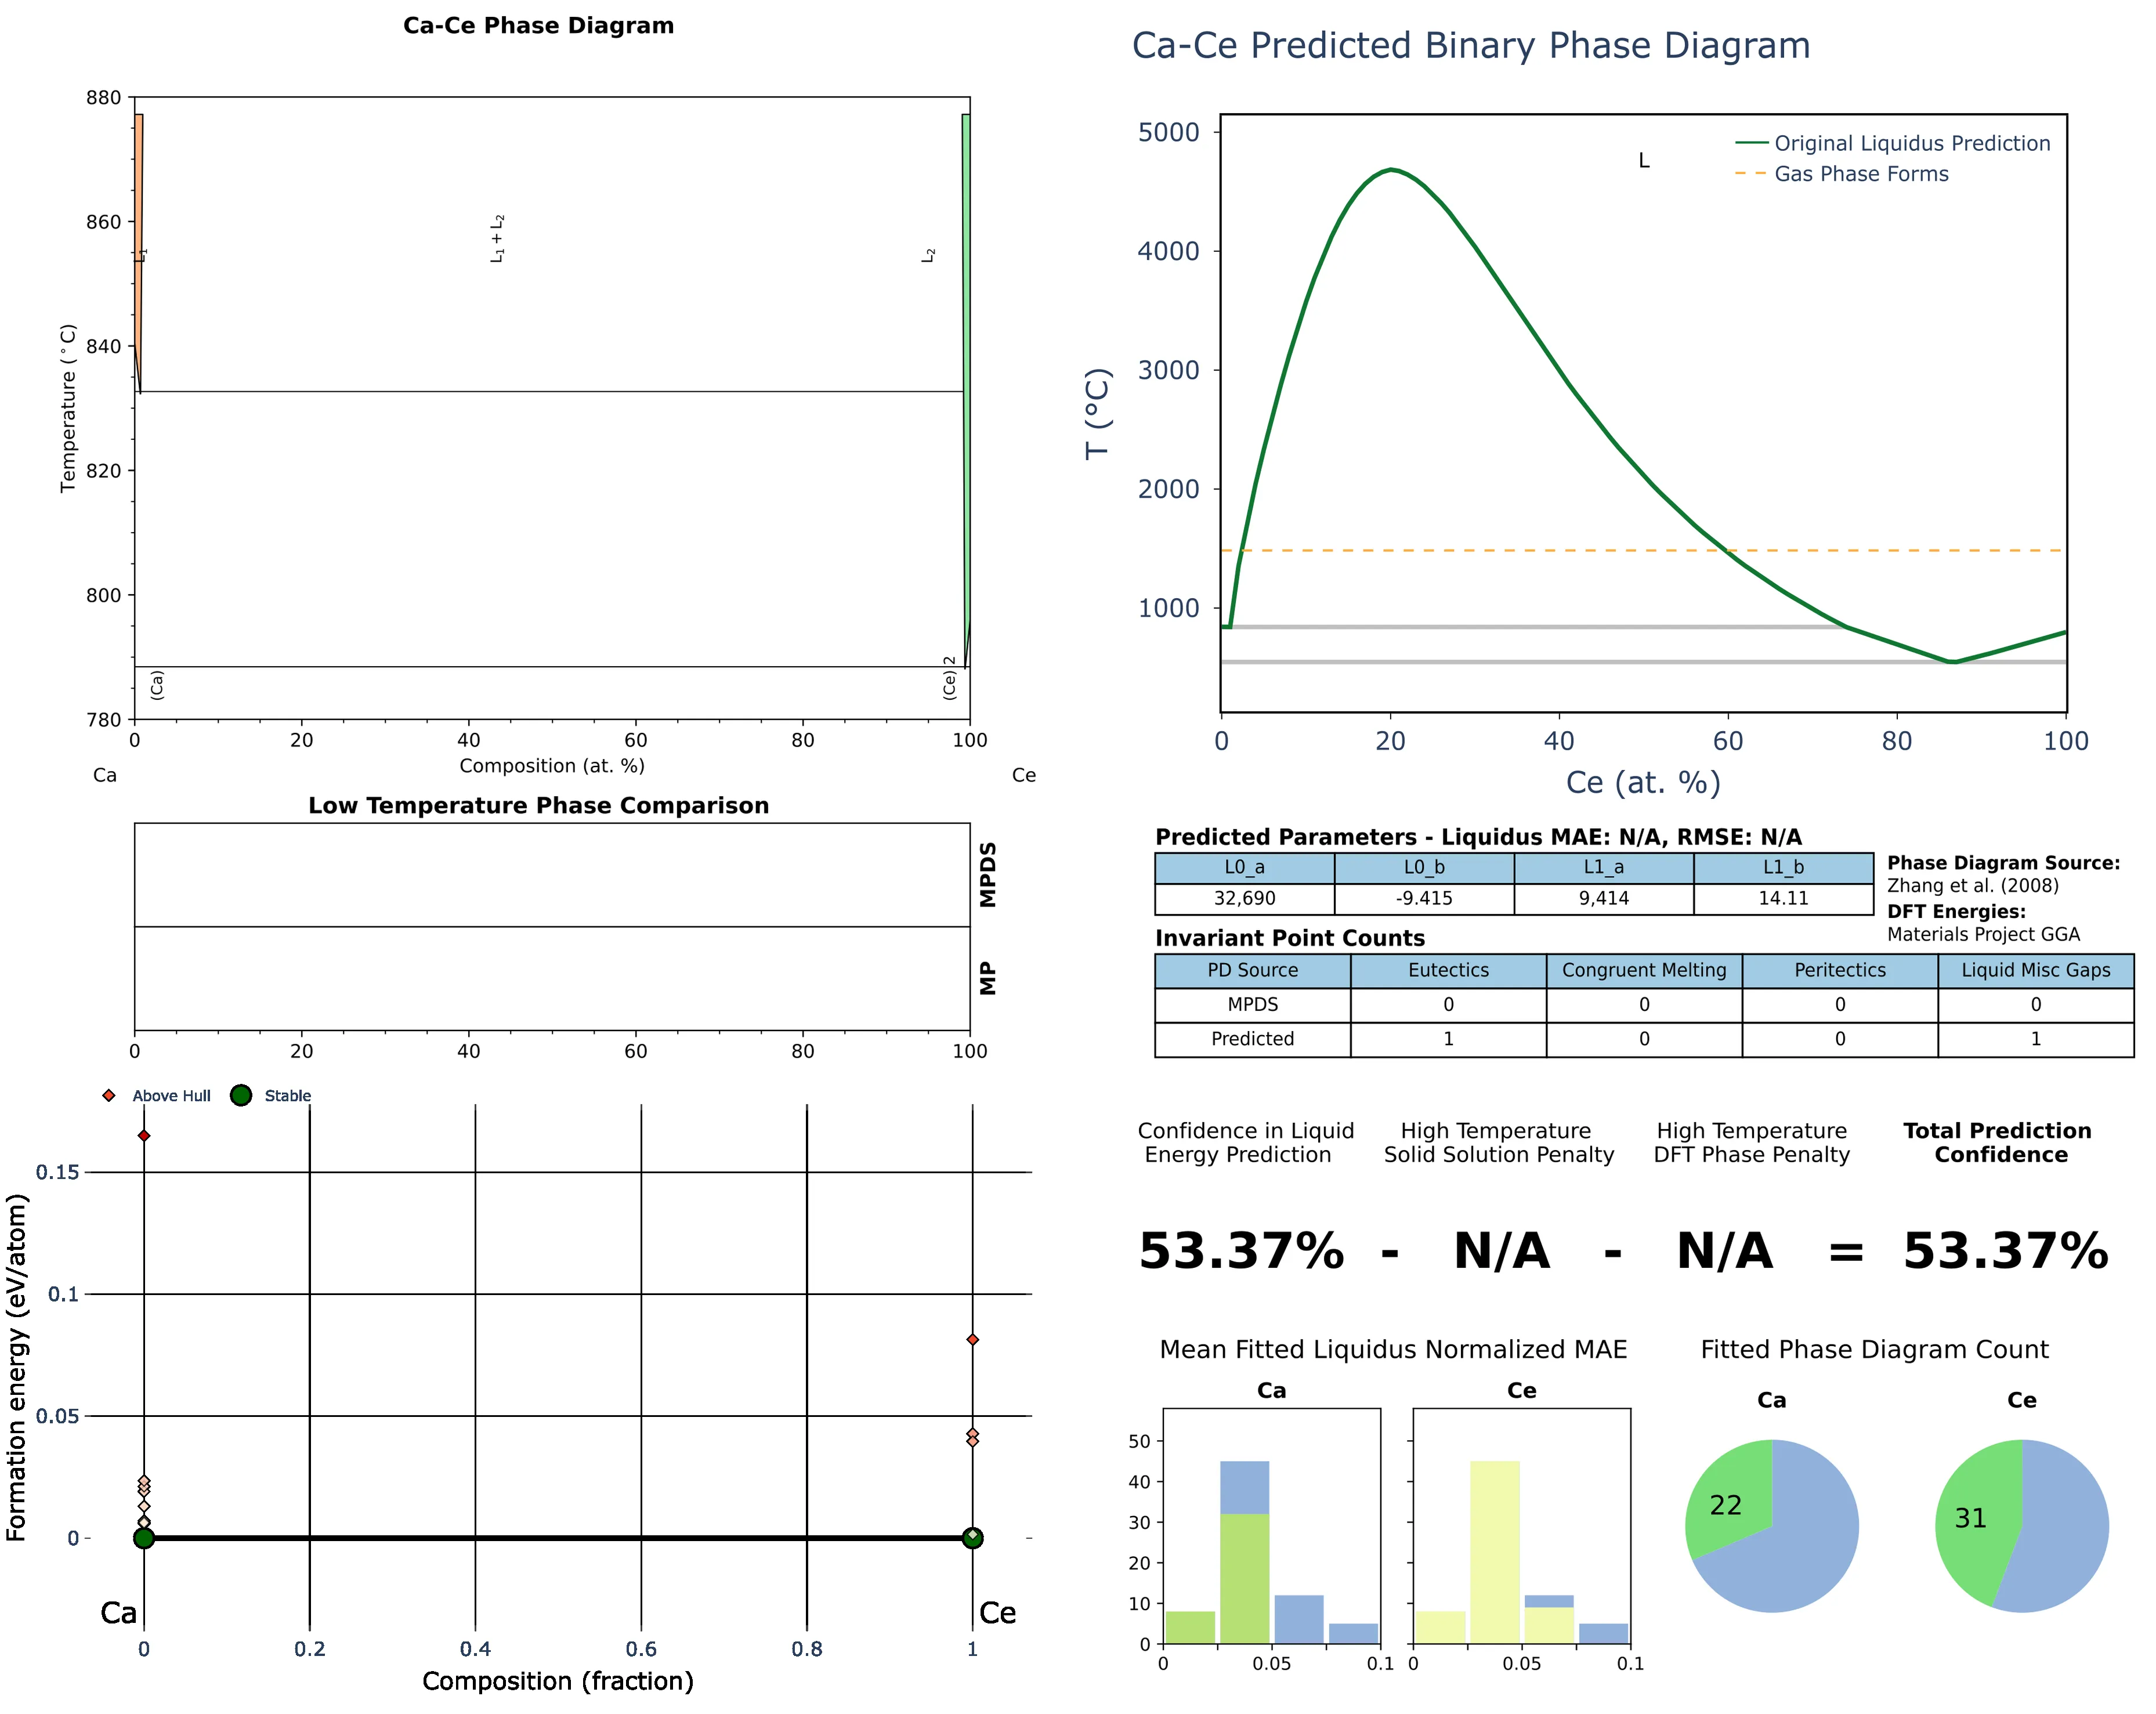 Ca-Ce Phase Diagram
880
860
840
820
800
780
Temperature (°C)
L1
L1 + L2
L2
(Ca)
(Ce) 2
0 20 40 60 80 100
Composition (at. %)
Ca Ce
Low Temperature Phase Comparison
MPDS
MP
0 20 40 60 80 100
Above Hull Stable
0.15
0.1
0.05
0
Formation energy (eV/atom)
Ca Ce
0 0.2 0.4 0.6 0.8 1
Composition (fraction)
Ca-Ce Predicted Binary Phase Diagram
5000
4000
3000
2000
1000
T (°C)
L
Original Liquidus Prediction
Gas Phase Forms
0 20 40 60 80 100
Ce (at. %)
Predicted Parameters - Liquidus MAE: N/A, RMSE: N/A
L0_a L0_b L1_a L1_b
32,690 -9.415 9,414 14.11
Phase Diagram Source:
Zhang et al. (2008)
DFT Energies:
Materials Project GGA
Invariant Point Counts
PD Source Eutectics Congruent Melting Peritectics Liquid Misc Gaps
MPDS 0 0 0 0
Predicted 1 0 0 1
Confidence in Liquid
Energy Prediction
High Temperature
Solid Solution Penalty
High Temperature
DFT Phase Penalty
Total Prediction
Confidence
53.37% - N/A - N/A = 53.37%
Mean Fitted Liquidus Normalized MAE
Ca Ce
50
40
30
20
10
0
0 0.05 0.1 0 0.05 0.1
Fitted Phase Diagram Count
Ca Ce
22 31